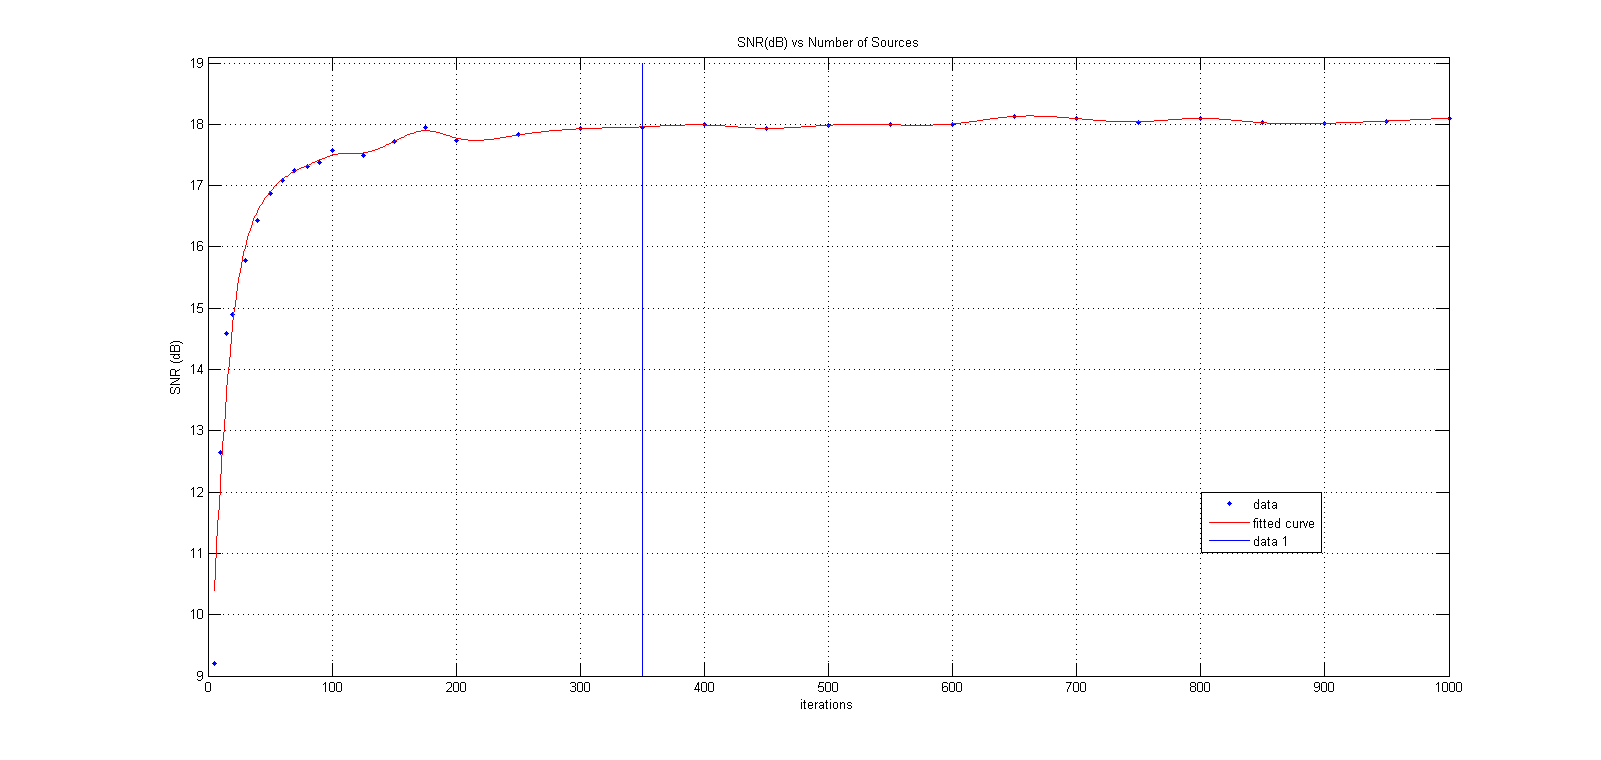 SNR(dB) vs Number of Sources
19
18
17
16
15
14
13
12
11
10
9
SNR (dB)
data
fitted curve
data 1
0 100 200 300 400 500 600 700 800 900 1000
iterations